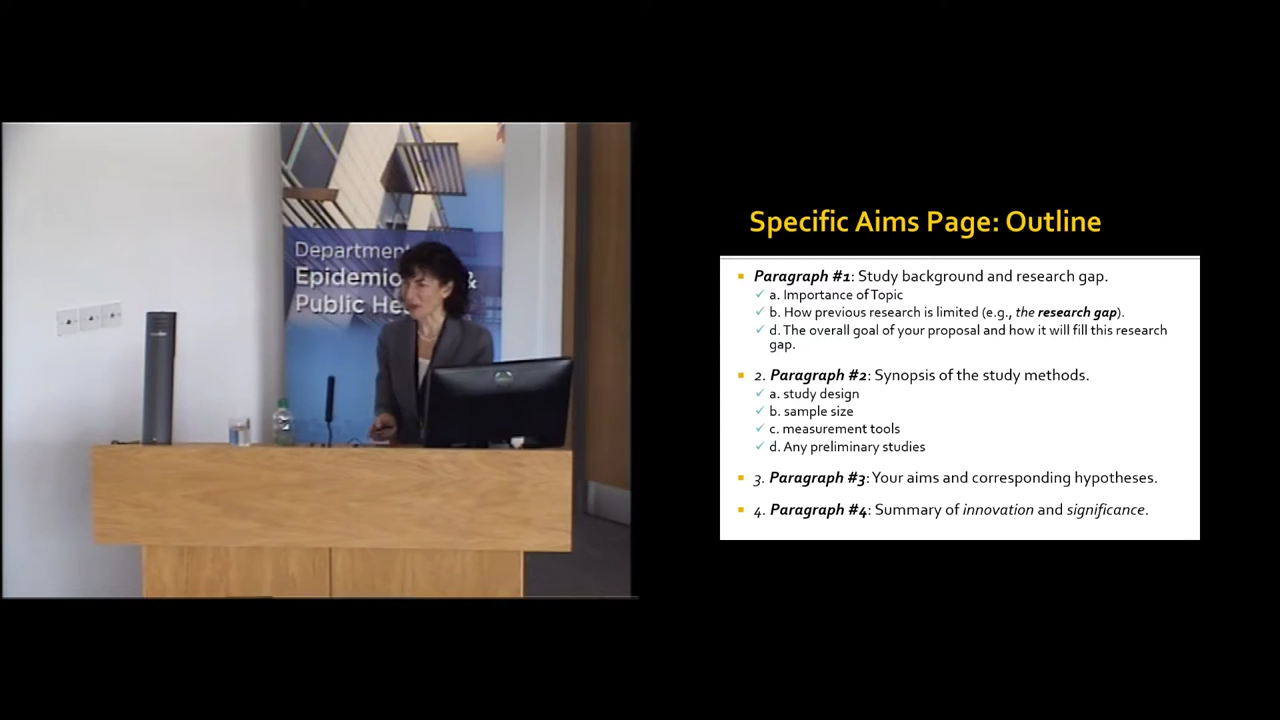 Department
Epidemio & 
Public He
Specific Aims Page: Outline
Paragraph #1: Study background and research gap.
a. Importance of Topic
b. How previous research is limited (e.g., the research gap).
d. The overall goal of your proposal and how it will fill this research
gap.
2. Paragraph #2: Synopsis of the study methods.
a. study design
b. sample size
c. measurement tools
d. Any preliminary studies
3. Paragraph #3: Your aims and corresponding hypotheses.
4. Paragraph #4: Summary of innovation and significance.